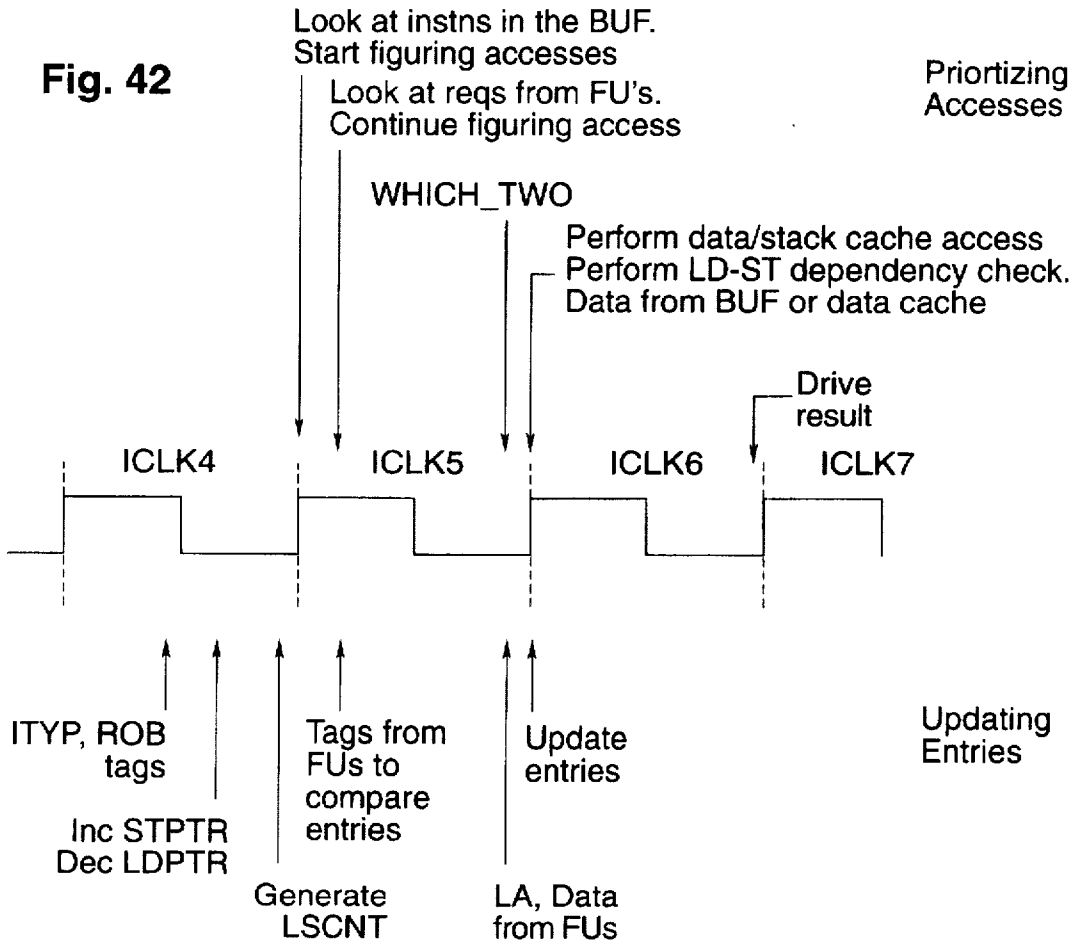 Fig. 42
Look at instns in the BUF.
Start figuring accesses
Look at reqs from FU's.
Continue figuring access
Priortizing
Accesses
WHICH_TWO
Perform data/stack cache access
Perform LD-ST dependency check.
Data from BUF or data cache
Drive
result
ICLK4
ICLK5
ICLK6
ICLK7
ITYP, ROB
tags
Inc STPTR
Dec LDPTR
Generate
LSCNT
Tags from
FUs to
compare
entries
LA, Data
from FUs
Update
entries
Updating
Entries